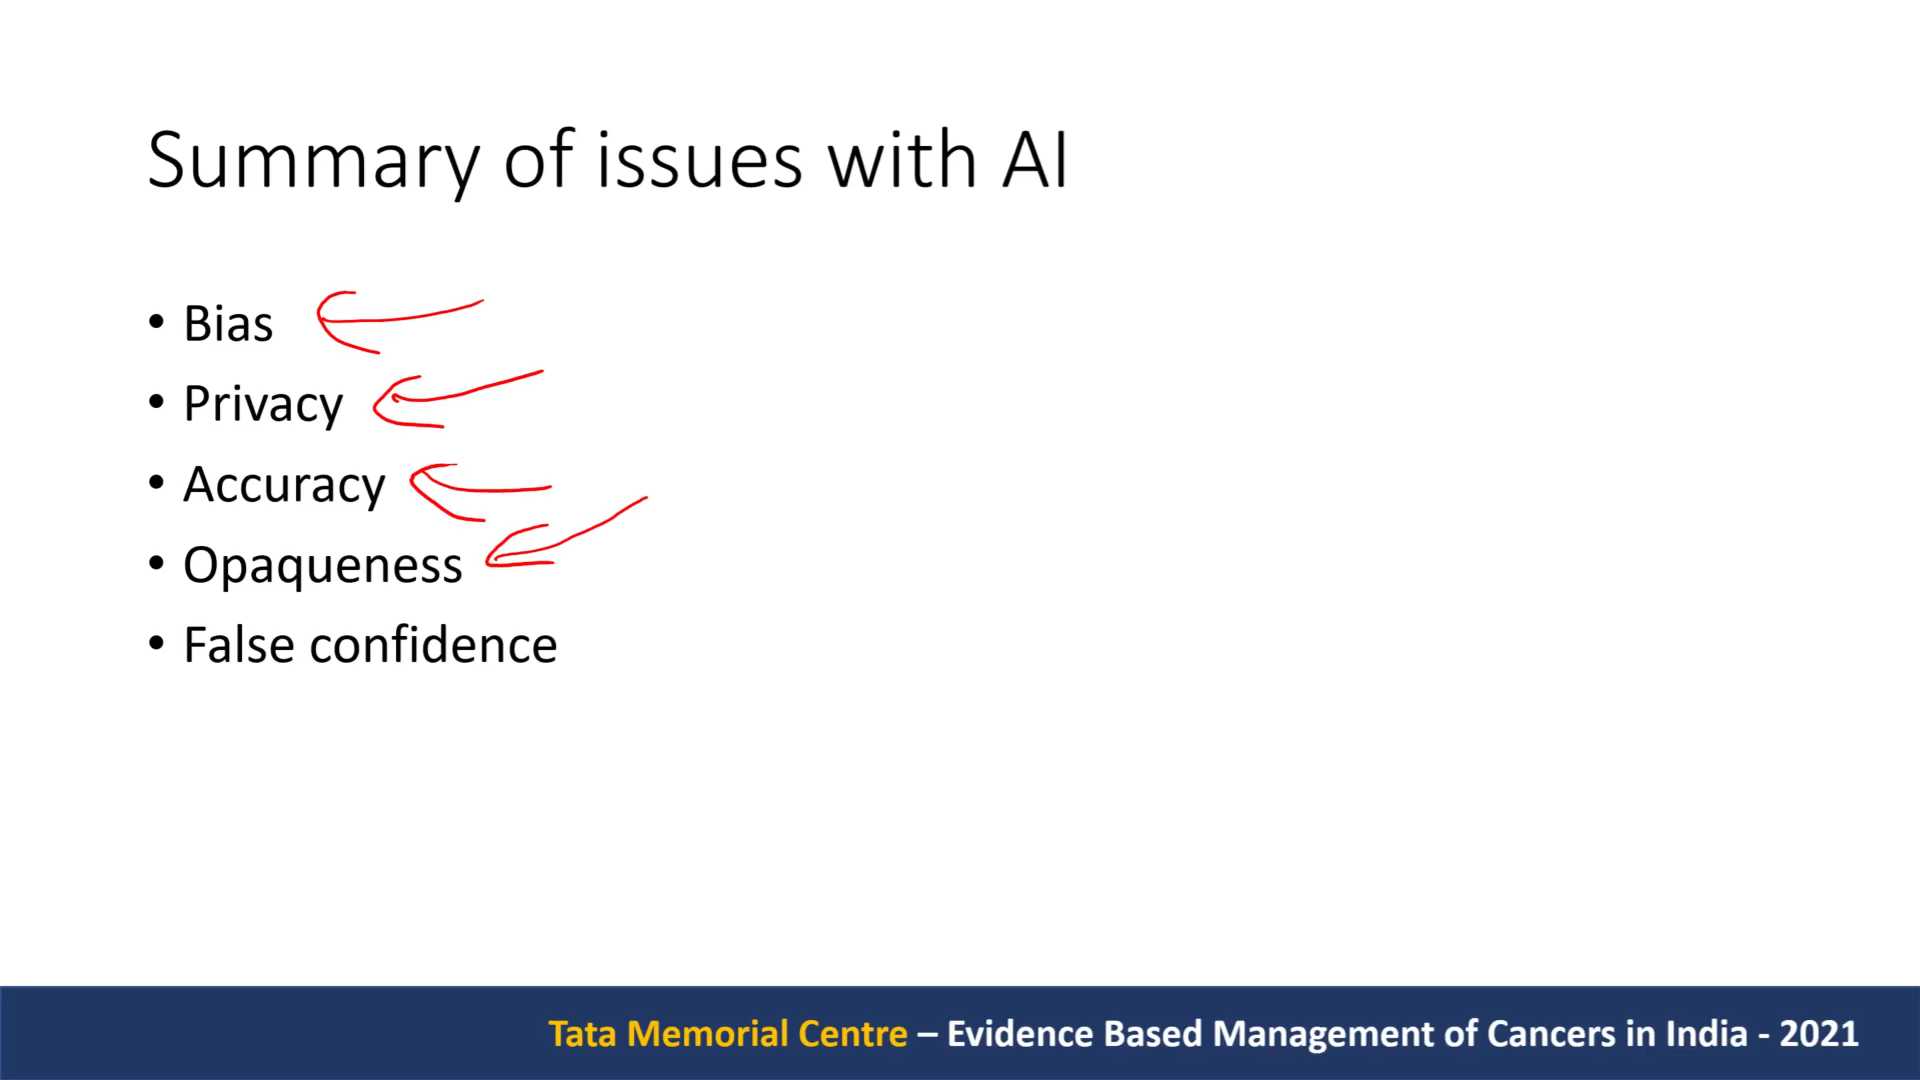 Summary of issues with AI
• Bias
• Privacy
• Accuracy
• Opaqueness
• False confidence
Tata Memorial Centre – Evidence Based Management of Cancers in India - 2021